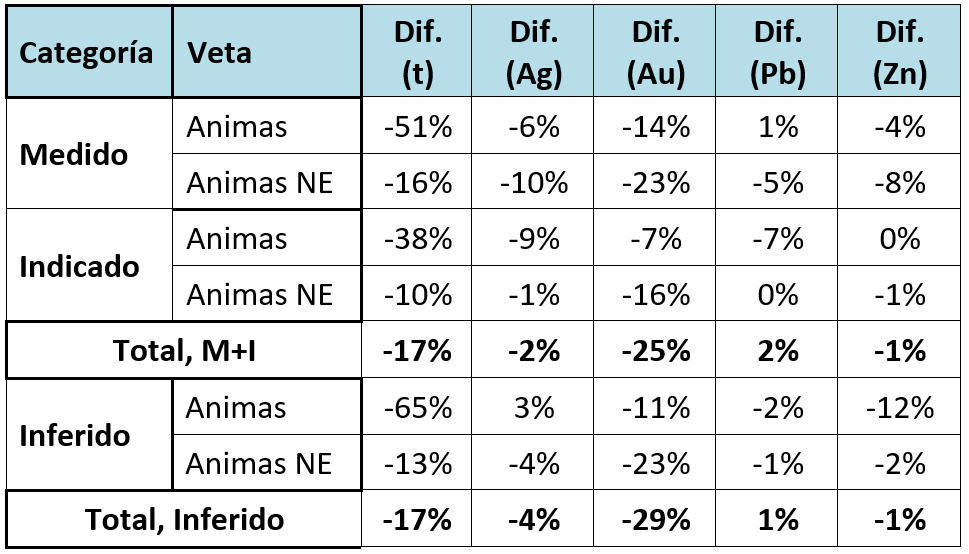 Categoría Veta Dif. (t) Dif. (Ag) Dif. (Au) Dif. (Pb) Dif. (Zn)
Medido Animas -51% -6% -14% 1% -4%
Animas NE -16% -10% -23% -5% -8%
Indicado Animas -38% -9% -7% -7% 0%
Animas NE -10% -1% -16% 0% -1%
Total, M+I -17% -2% -25% 2% -1%
Inferido Animas -65% 3% -11% -2% -12%
Animas NE -13% -4% -23% -1% -2%
Total, Inferido -17% -4% -29% 1% -1%